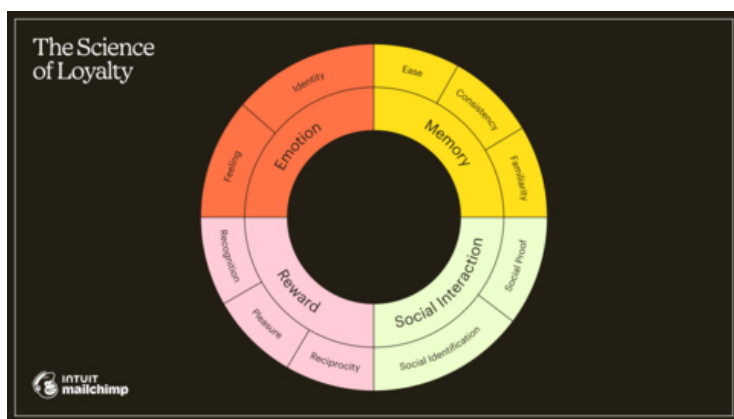 The Science
of Loyalty
Identity
Feeling
Emotion
Ease
Consistency
Familiarity
Memory
Recognition
Pleasure
Reciprocity
Reward
Social Proof
Social Identification
Social Interaction
INTUIT
mailchimp